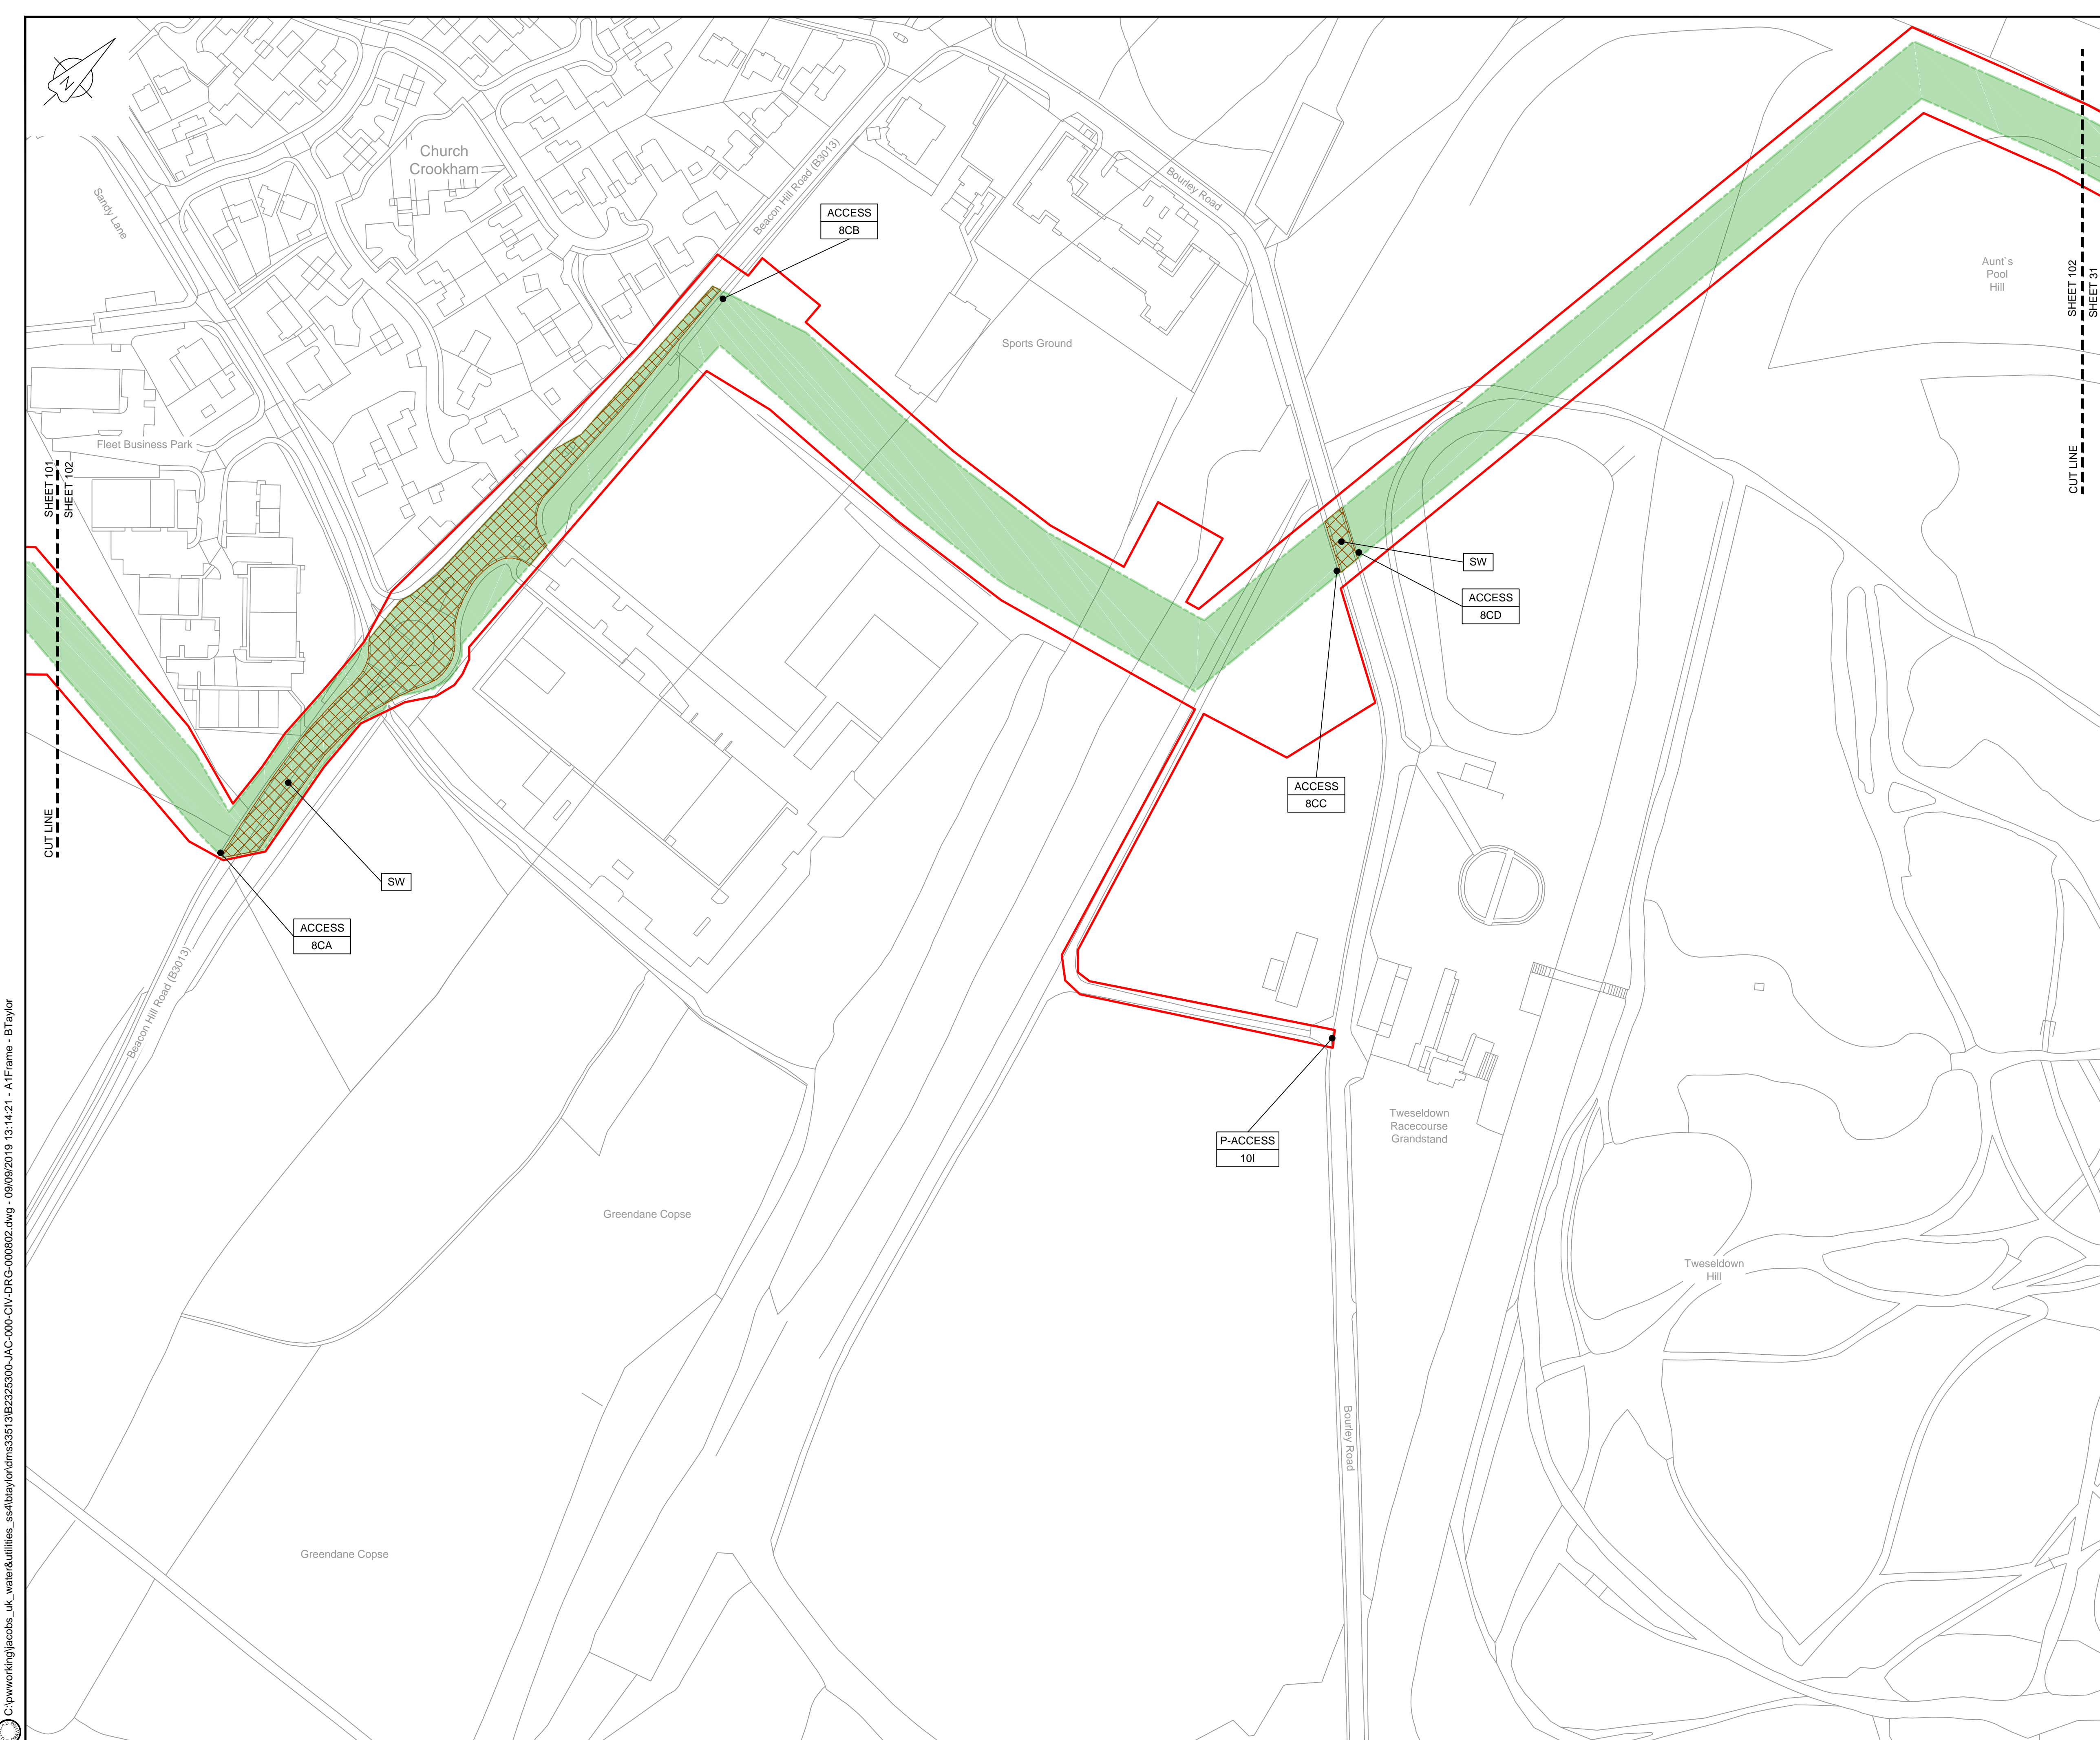 N
Church
Crookham
Sandy Lane
Beacon Hill Road (B3013)
ACCESS
8CB
Bourley Road
Aunt`s
Pool
Hill
SHEET 102
SHEET 31
CUT LINE
Sports Ground
Fleet Business Park
SHEET 101
SHEET 102
CUT LINE
SW
ACCESS
8CD
ACCESS
8CC
SW
ACCESS
8CA
Beacon Hill Road (B3013)
P-ACCESS
10I
Tweseldown
Racecourse
Grandstand
Greendane Copse
Tweseldown
Hill
Bourley Road
Greendane Copse
C:\pwworking\jacobs_uk_water&utilities_ss4\btaylor\dms33513\B2325300-JAC-000-CIV-DRG-000802.dwg - 09/09/2019 13:14:21 - A1Frame - BTaylor